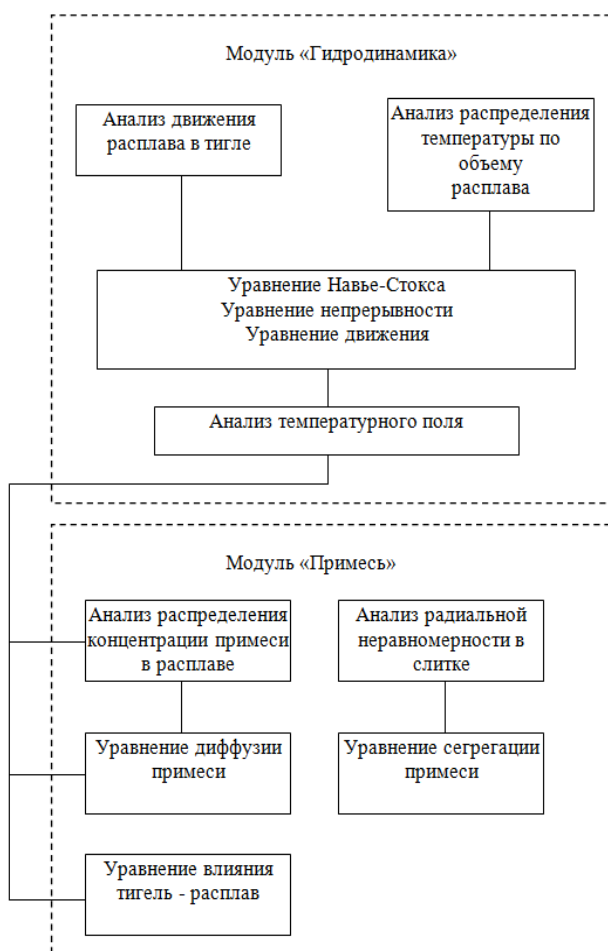 Модуль «Гидродинамика»
Анализ движения
расплава в тигле
Анализ распределения
температуры по
объему
расплава
Уравнение Навье-Стокса
Уравнение непрерывности
Уравнение движения
Анализ температурного поля
Модуль «Примесь»
Анализ распределения
концентрации примеси
в расплаве
Анализ радиальной
неравномерности в
слитке
Уравнение диффузии
примеси
Уравнение сегрегации
примеси
Уравнение влияния
тигель - расплав